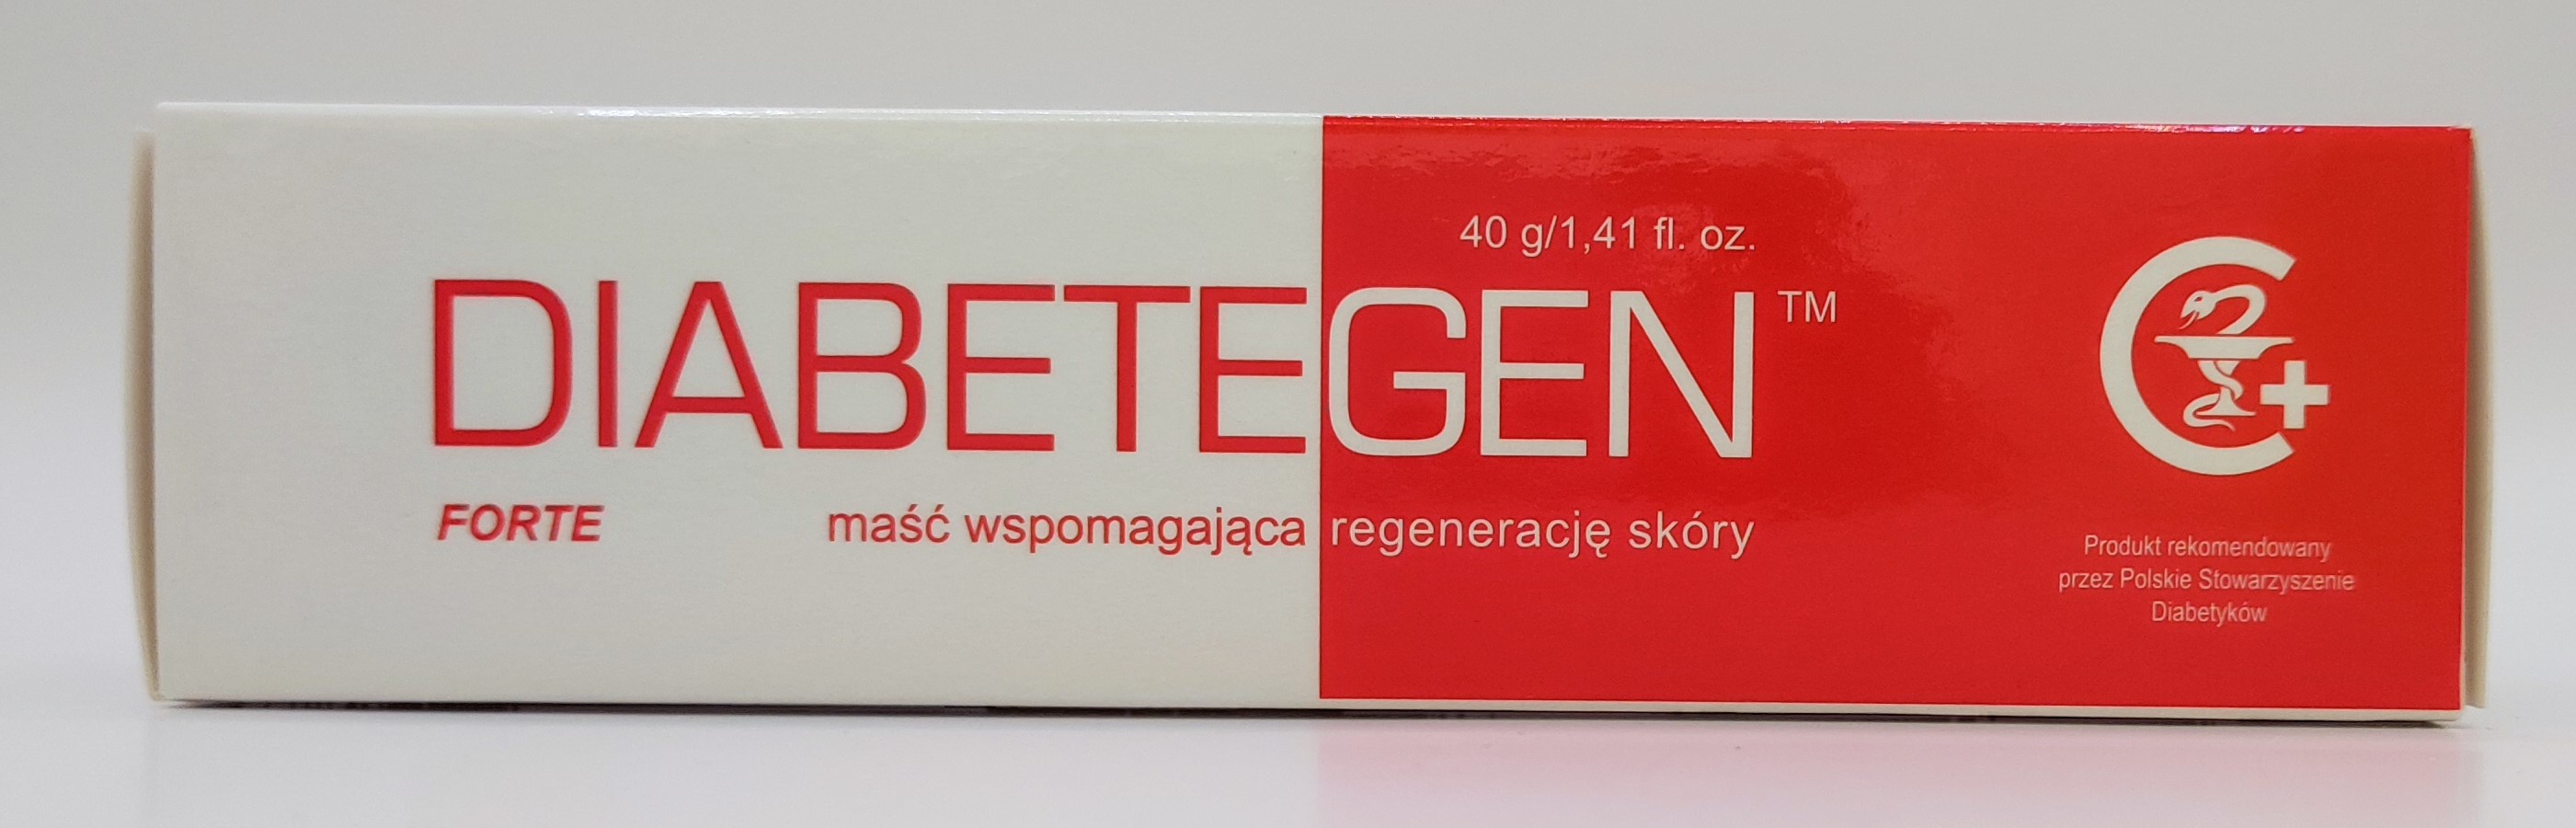 40 g/1,41 fl. oz.
DIABETEGEN™
FORTE
maść wspomagająca regenerację skóry
Produkt rekomendowany
przez Polskie Stowarzyszenie
Diabetyków